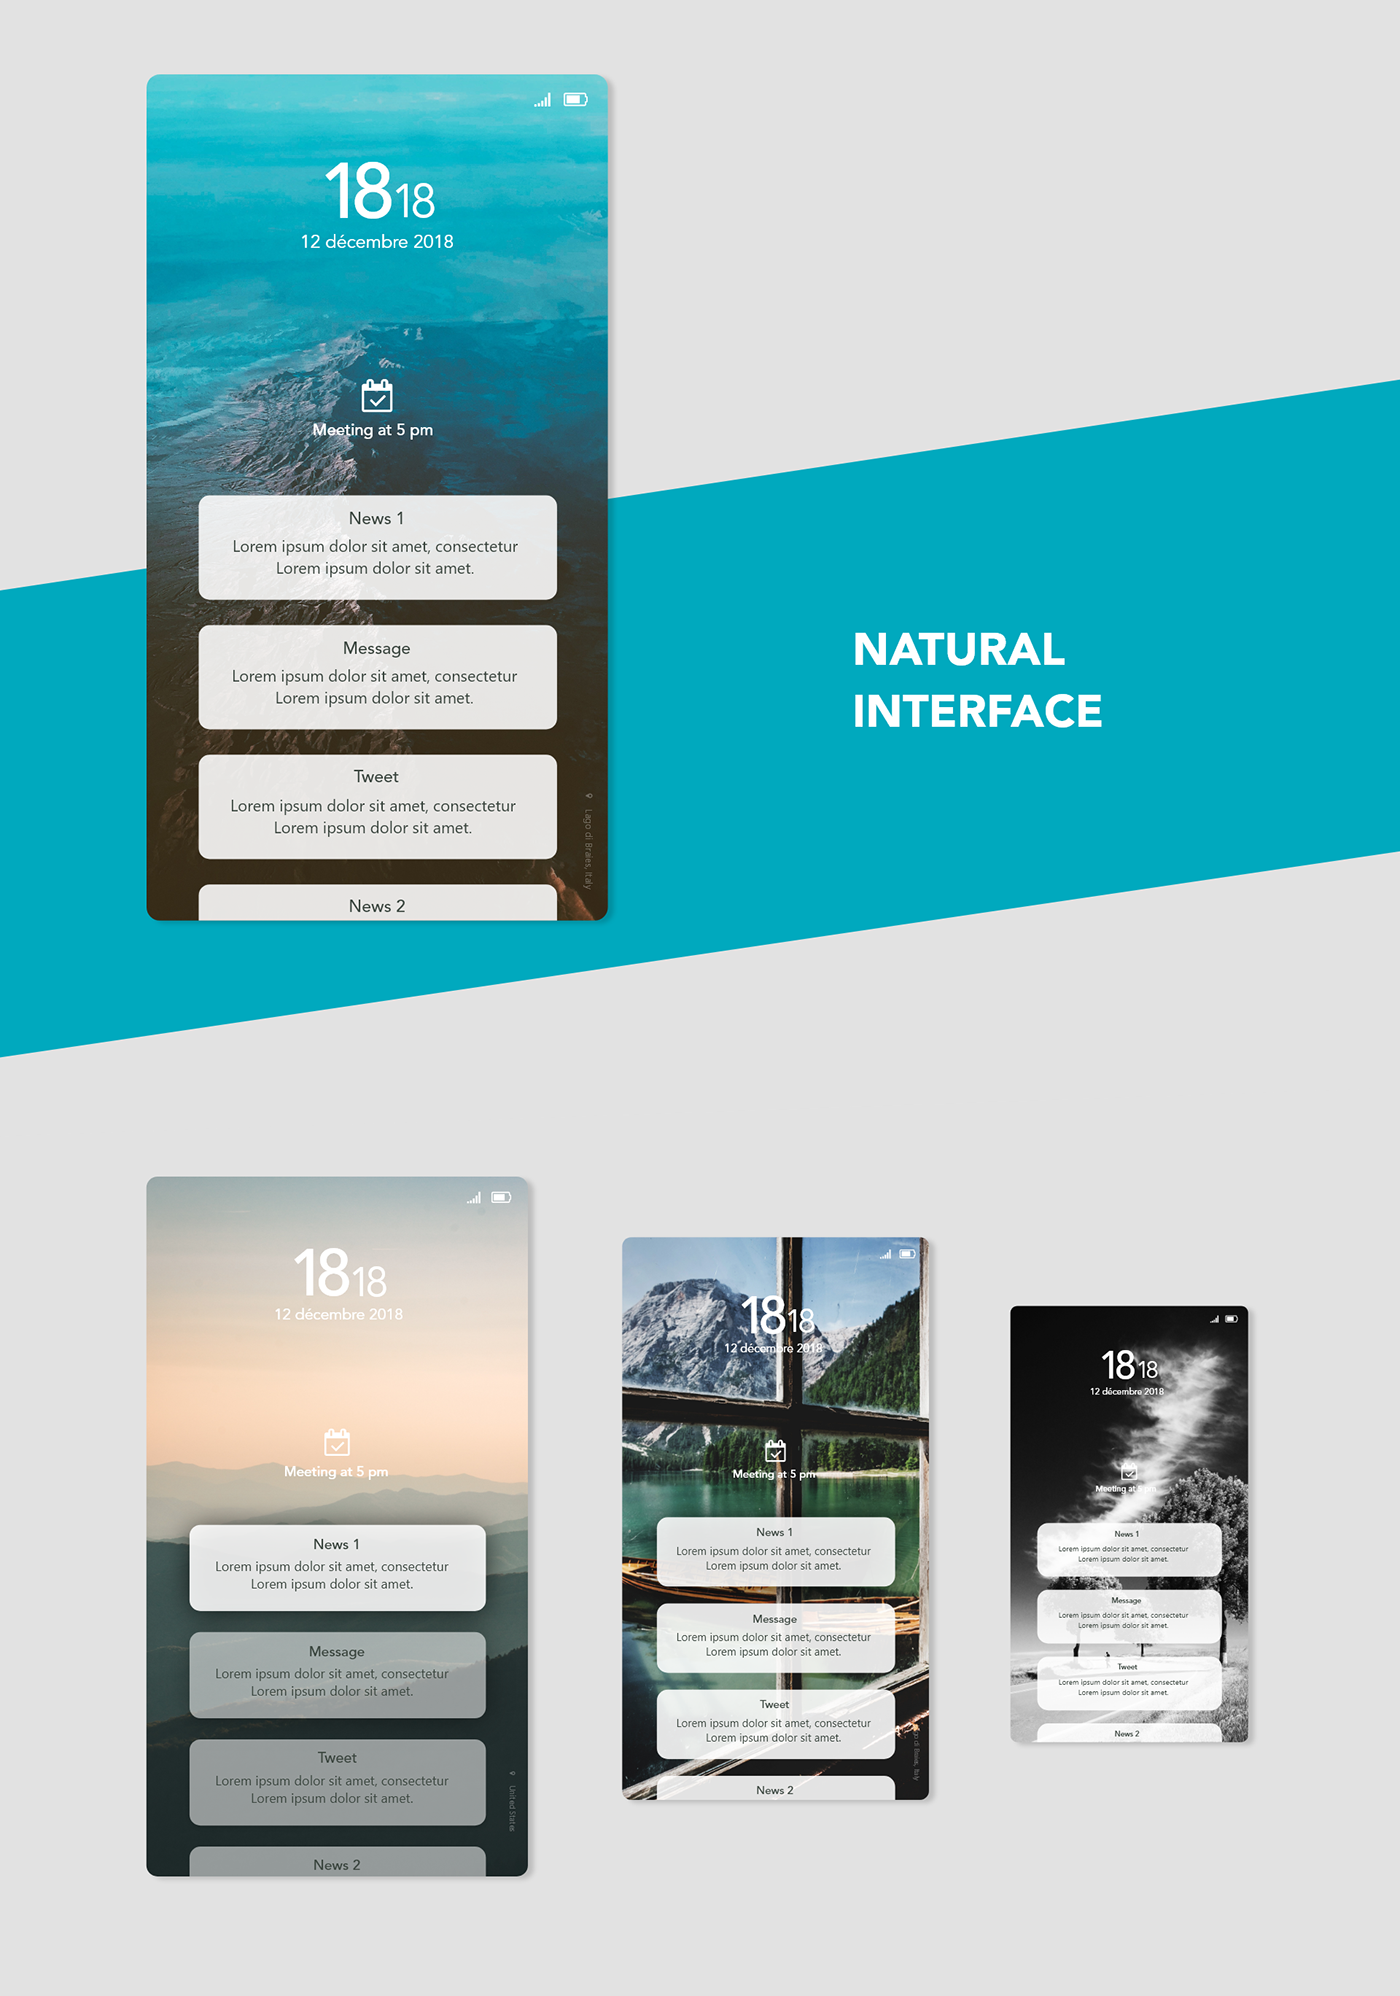 1818
12 décembre 2018
Meeting at 5 pm
News 1
Lorem ipsum dolor sit amet, consectetur
Lorem ipsum dolor sit amet.
Message
Lorem ipsum dolor sit amet, consectetur
Lorem ipsum dolor sit amet.
Tweet
Lorem ipsum dolor sit amet, consectetur
Lorem ipsum dolor sit amet.
Lago di Braies, Italy
News 2
NATURAL
INTERFACE
1818
12 décembre 2018
Meeting at 5 pm
News 1
Lorem ipsum dolor sit amet, consectetur
Lorem ipsum dolor sit amet.
Message
Lorem ipsum dolor sit amet, consectetur
Lorem ipsum dolor sit amet.
Tweet
Lorem ipsum dolor sit amet, consectetur
Lorem ipsum dolor sit amet.
United States
News 2
1818
12 décembre 2018
Meeting at 5 pm
News 1
Lorem ipsum dolor sit amet, consectetur
Lorem ipsum dolor sit amet.
Message
Lorem ipsum dolor sit amet, consectetur
Lorem ipsum dolor sit amet.
Tweet
Lorem ipsum dolor sit amet, consectetur
Lorem ipsum dolor sit amet.
di Braies, Italy
News 2
1818
12 décembre 2018
Meeting at 5 pm
News 1
Lorem ipsum dolor sit amet, consectetur
Lorem ipsum dolor sit amet.
Message
Lorem ipsum dolor sit amet, consectetur
Lorem ipsum dolor sit amet.
Tweet
Lorem ipsum dolor sit amet, consectetur
Lorem ipsum dolor sit amet.
News 2